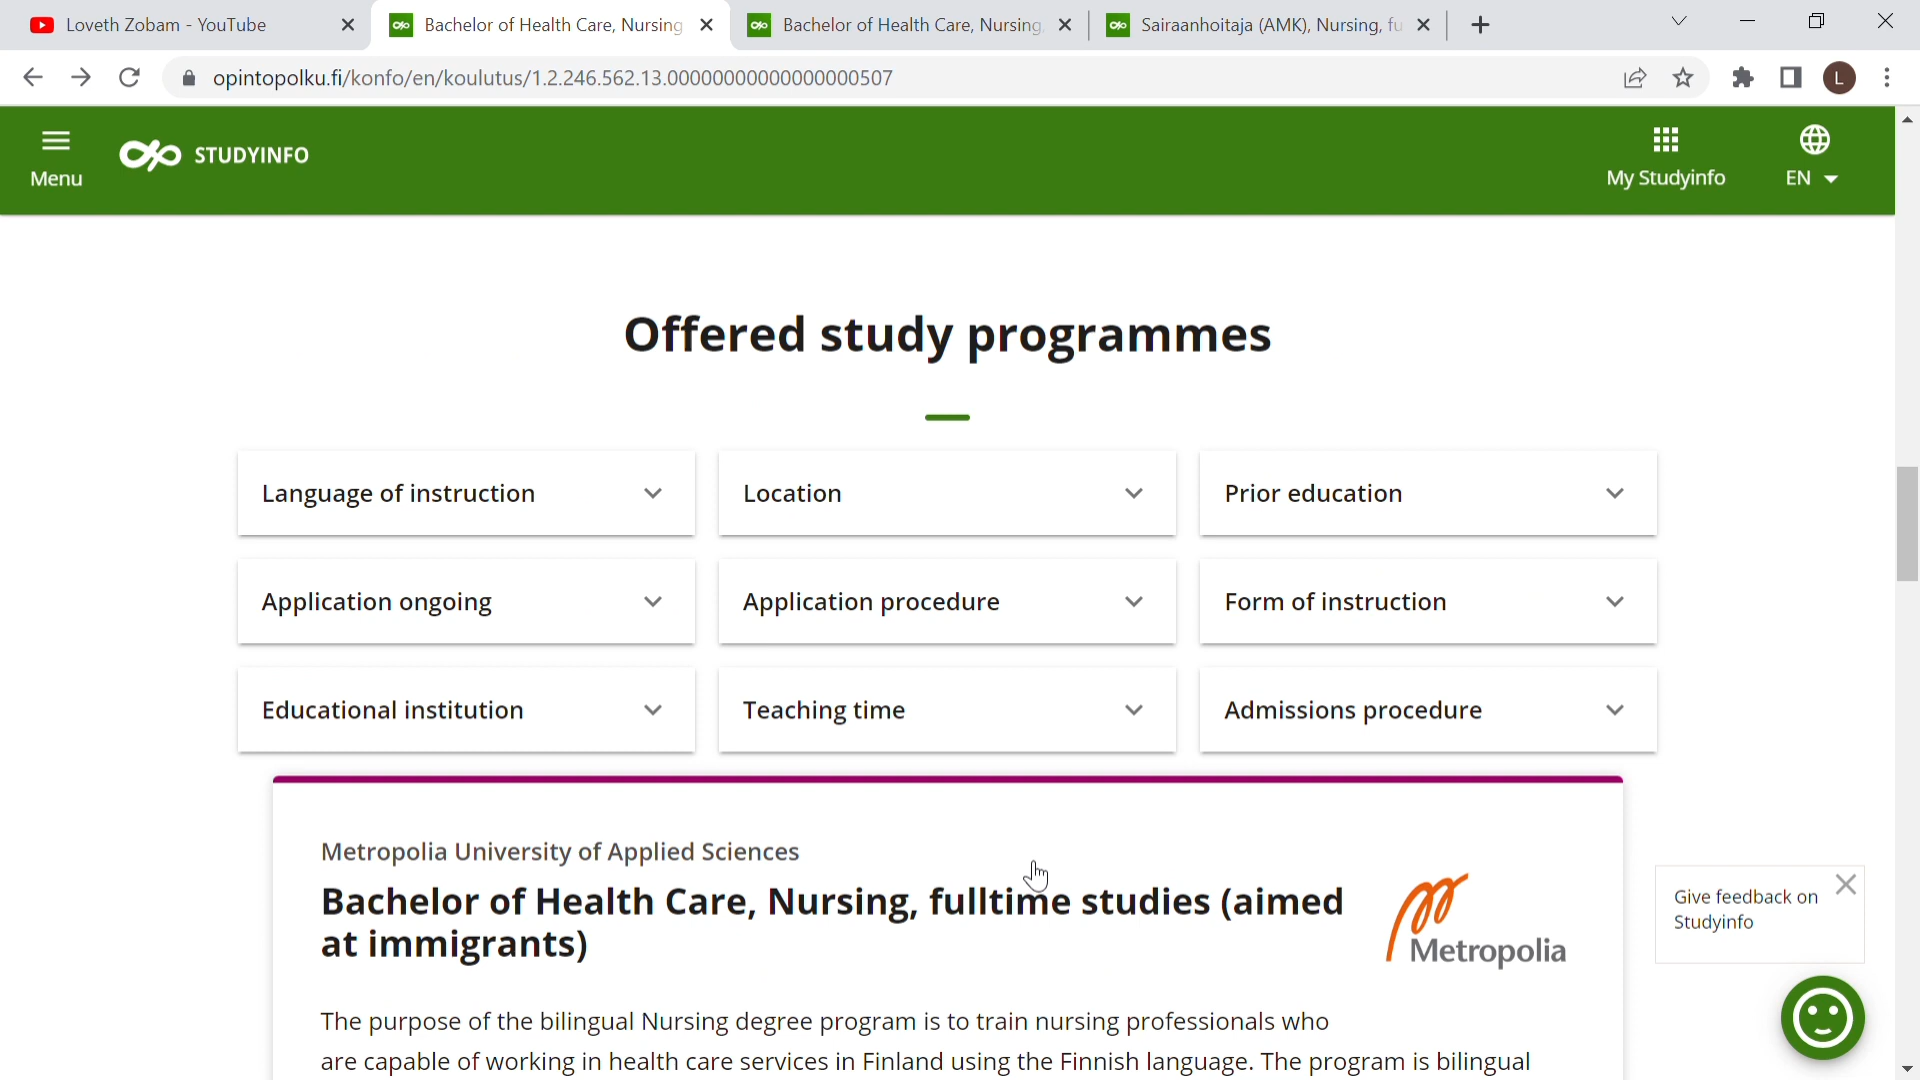 Loveth Zobam - YouTube
Bachelor of Health Care, Nursing
Bachelor of Health Care, Nursing,
Sairaanhoitaja (AMK), Nursing, fu
opintopolku.fi/konfo/en/koulutus/1.2.246.562.13.00000000000000000507
L
Menu
STUDYINFO
My Studyinfo
EN
Offered study programmes
Language of instruction
Location
Prior education
Application ongoing
Application procedure
Form of instruction
Educational institution
Teaching time
Admissions procedure
Metropolia University of Applied Sciences
Bachelor of Health Care, Nursing, fulltime studies (aimed
at immigrants)
Metropolia
Give feedback on
Studyinfo
The purpose of the bilingual Nursing degree program is to train nursing professionals who
are capable of working in health care services in Finland using the Finnish language. The program is bilingual